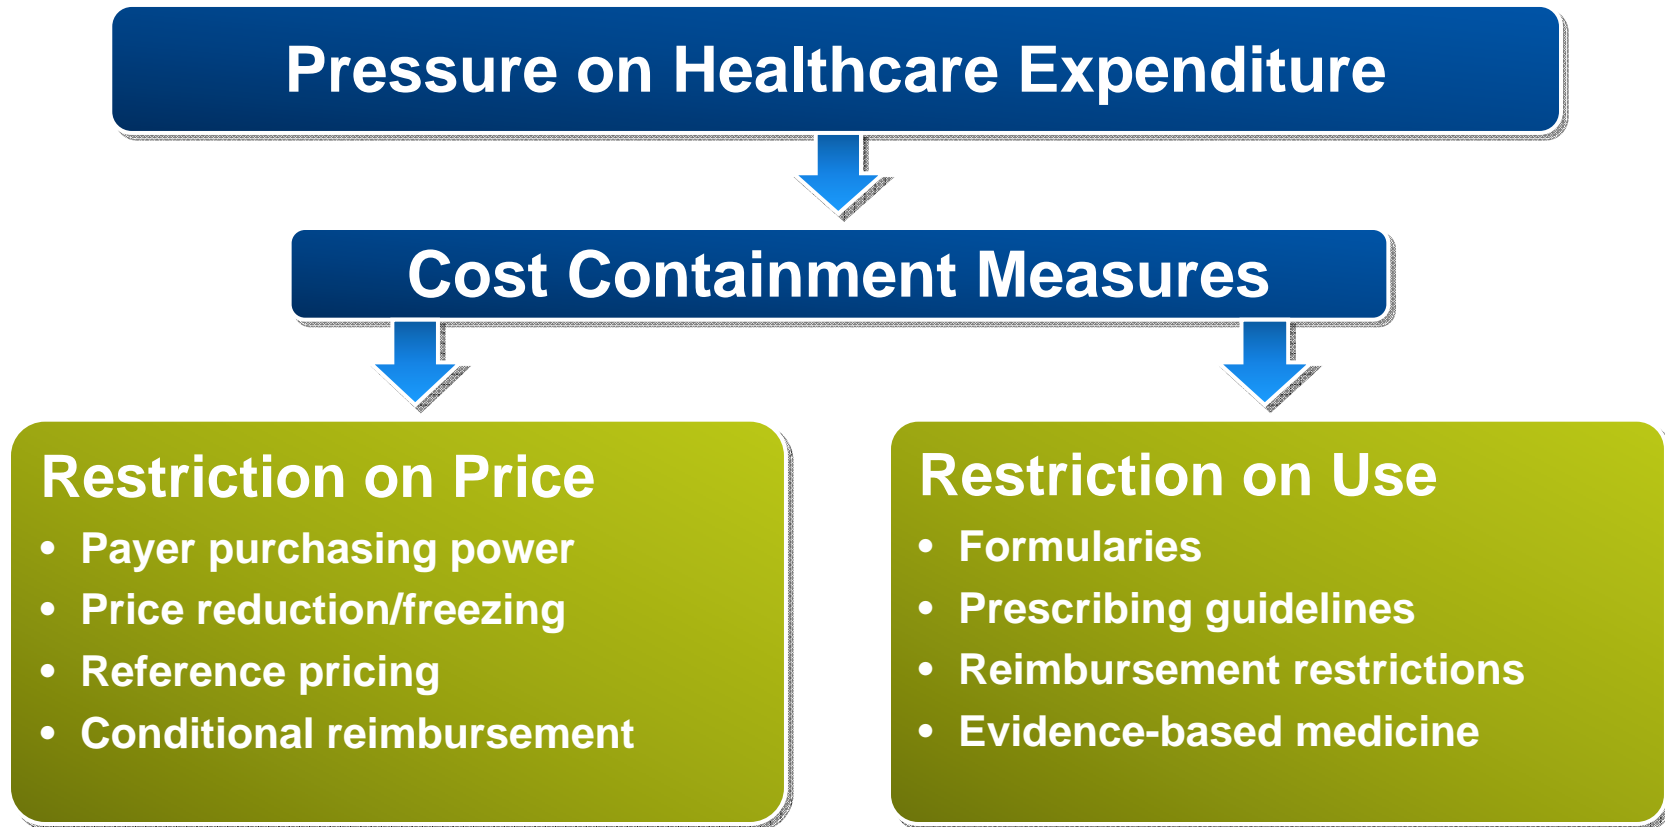 Pressure on Healthcare Expenditure
Cost Containment Measures
Restriction on Price
• Payer purchasing power
• Price reduction/freezing
• Reference pricing
• Conditional reimbursement
Restriction on Use
• Formularies
• Prescribing guidelines
• Reimbursement restrictions
• Evidence-based medicine